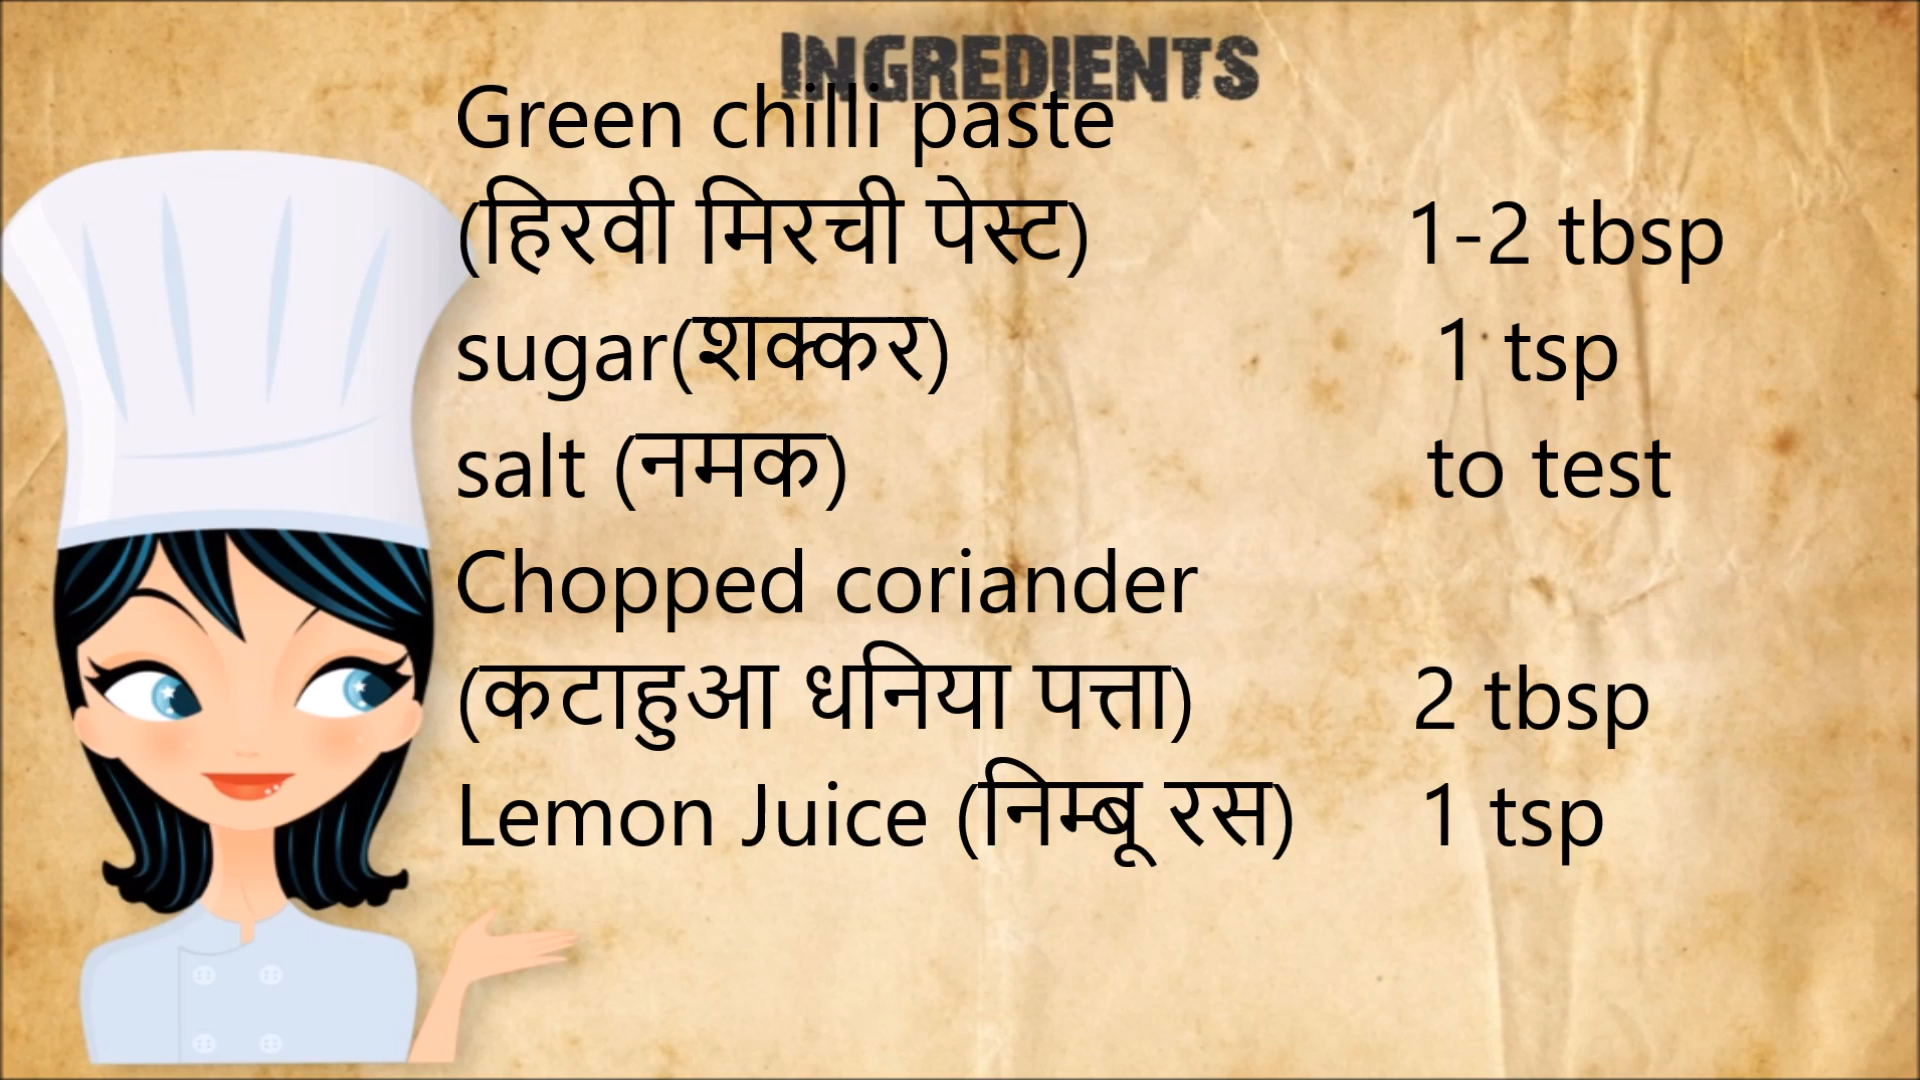 INGREDIENTS
Green chilli paste
(हिरवी मिरची पेस्ट) 1-2 tbsp
sugar(शक्कर) 1 tsp
salt (नमक) to test
Chopped coriander
(कटाहुआ धनिया पत्ता) 2 tbsp
Lemon Juice (निम्बू रस) 1 tsp